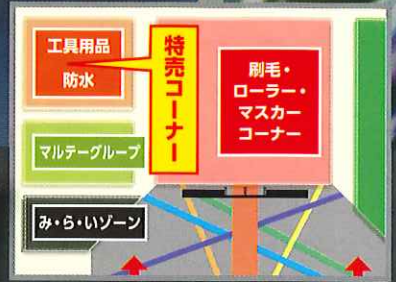 工具用品
防水
特売コーナー
刷毛・
ローラー・
マスカー
コーナー
マルテーグループ
み・ら・いゾーン